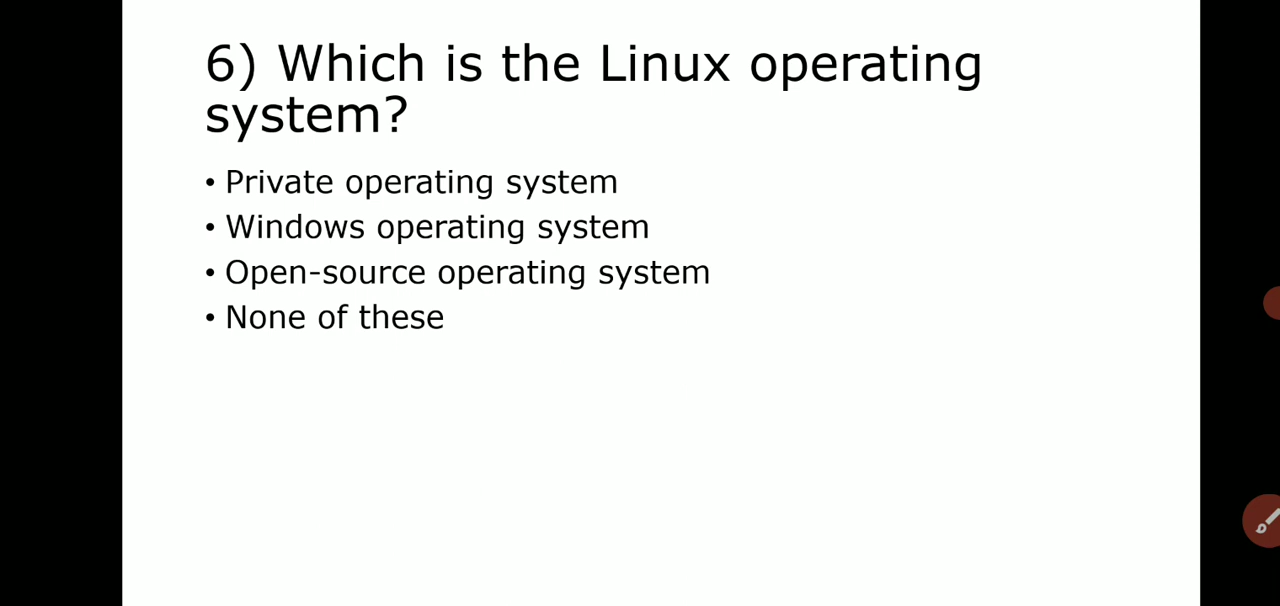 6) Which is the Linux operating
system?
• Private operating system
• Windows operating system
• Open-source operating system
• None of these